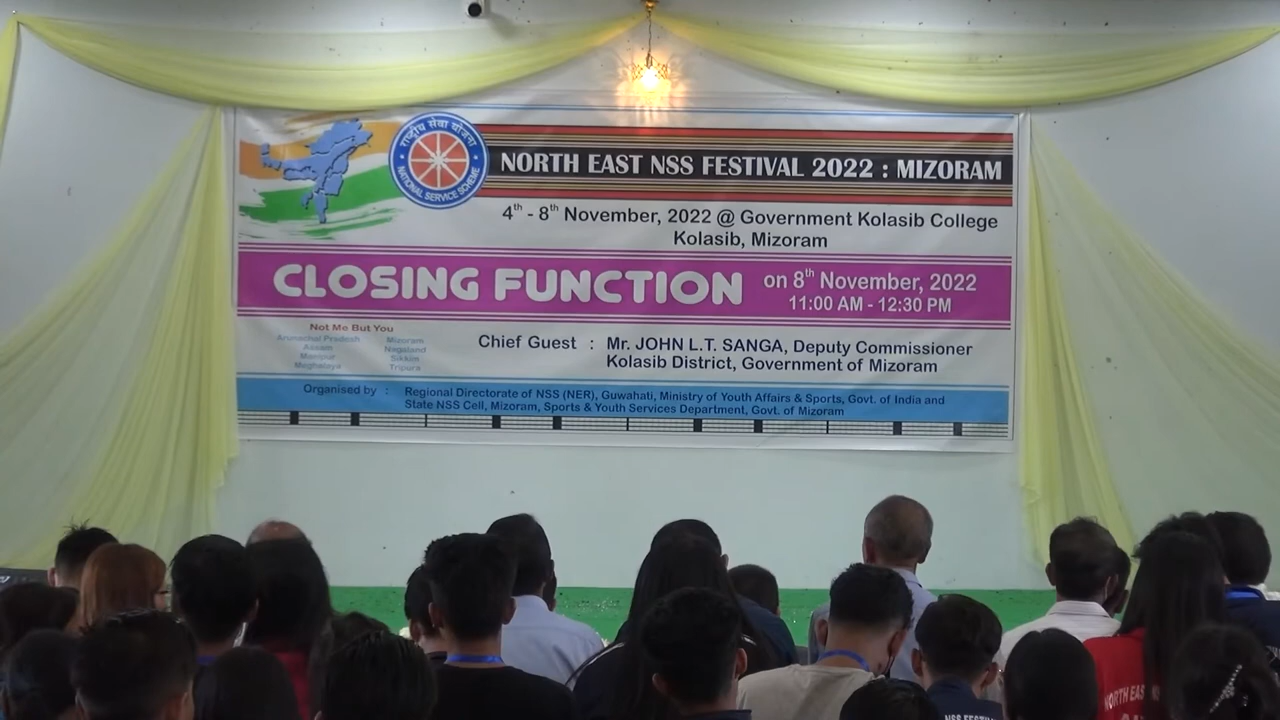 राष्ट्रीय सेवा योजना
NATIONAL SERVICE SCHEME
NORTH EAST NSS FESTIVAL 2022 : MIZORAM
4th - 8th November, 2022 @ Government Kolasib College
Kolasib, Mizoram
CLOSING FUNCTION on 8th November, 2022
11:00 AM - 12:30 PM
Not Me But You
Arunachal Pradesh Mizoram
Assam Nagaland
Manipur Sikkim
Meghalaya Tripura
Chief Guest : Mr. JOHN L.T. SANGA, Deputy Commissioner
Kolasib District, Government of Mizoram
Organised by : Regional Directorate of NSS (NER), Guwahati, Ministry of Youth Affairs & Sports, Govt. of India and
State NSS Cell, Mizoram, Sports & Youth Services Department, Govt. of Mizoram
NORTH EAST
NSS